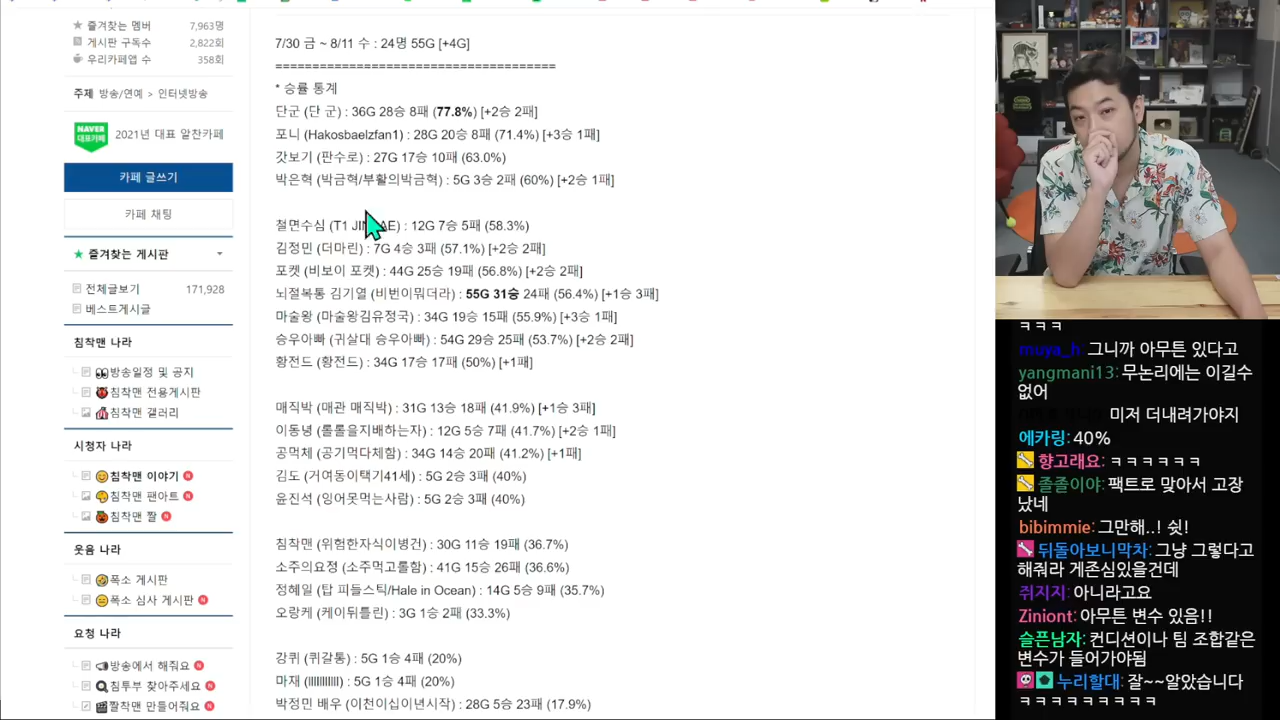 즐겨찾는 멤버 7,963명
게시판 구독수 2,822회
우리카페앱 수 358회
주제 방송/연예 > 인터넷방송
NAVER
대표카페
2021년 대표 알찬카페
카페 글쓰기
카페 채팅
★ 즐겨찾는 게시판
전체글보기 171,928
베스트게시글
침착맨 나라
방송일정 및 공지
침착맨 전용게시판
침착맨 갤러리
시청자 나라
침착맨 이야기 N
침착맨 팬아트 N
침착맨 짤 N
웃음 나라
폭소 게시판
폭소 심사 게시판 N
요청 나라
방송에서 해줘요 N
침투부 찾아주세요 N
짤착맨 만들어줘요 N
7/30 금 ~ 8/11 수 : 24명 55G [+4G]
======================================
* 승률 통계
단군 (단 군) : 36G 28승 8패 (77.8%) [+2승 2패]
포니 (Hakosbaelzfan1) : 28G 20승 8패 (71.4%) [+3승 1패]
갓보기 (판수로) : 27G 17승 10패 (63.0%)
박은혁 (박금혁/부활의박금혁) : 5G 3승 2패 (60%) [+2승 1패]
철면수심 (T1 JI AE) : 12G 7승 5패 (58.3%)
김정민 (더마린) : 7G 4승 3패 (57.1%) [+2승 2패]
포켓 (비보이 포켓) : 44G 25승 19패 (56.8%) [+2승 2패]
뇌절복통 김기열 (비번이뭐더라) : 55G 31승 24패 (56.4%) [+1승 3패]
마술왕 (마술왕김유정국) : 34G 19승 15패 (55.9%) [+3승 1패]
승우아빠 (귀살대 승우아빠) : 54G 29승 25패 (53.7%) [+2승 2패]
황전드 (황전드) : 34G 17승 17패 (50%) [+1패]
매직박 (매관 매직박) : 31G 13승 18패 (41.9%) [+1승 3패]
이동녕 (롤롤을지배하는자) : 12G 5승 7패 (41.7%) [+2승 1패]
공먹체 (공기먹다체함) : 34G 14승 20패 (41.2%) [+1패]
김도 (거여동이택기41세) : 5G 2승 3패 (40%)
윤진석 (잉어못먹는사람) : 5G 2승 3패 (40%)
침착맨 (위험한자식이병건) : 30G 11승 19패 (36.7%)
소주의요정 (소주먹고롤함) : 41G 15승 26패 (36.6%)
정혜일 (탑 피들스틱/Hale in Ocean) : 14G 5승 9패 (35.7%)
오랑케 (케이뒤틀린) : 3G 1승 2패 (33.3%)
강퀴 (퀴갈통) : 5G 1승 4패 (20%)
마재 (lllllllllllll) : 5G 1승 4패 (20%)
박정민 배우 (이천이십이년시작) : 28G 5승 23패 (17.9%)
ㅋㅋㅋ
muya_h: 그니까 아무튼 있다고
yangmani13: 무논리에는 이길수
없어
미저 더내려가야지
에카링: 40%
향고래요: ㅋㅋㅋㅋㅋㅋ
졸졸이야: 팩트로 맞아서 고장
났네
bibimmie: 그만해..! 쉿!
뒤돌아보니막차: 그냥 그렇다고
해줘라 게존심있을건데
쥐지지: 아니라고요
Ziniont: 아무튼 변수 있음!!
슬픈남자: 컨디션이나 팀 조합같은
변수가 들어가야됨
누리할대: 잘~~알았습니다
ㅋㅋㅋㅋㅋㅋㅋㅋㅋ